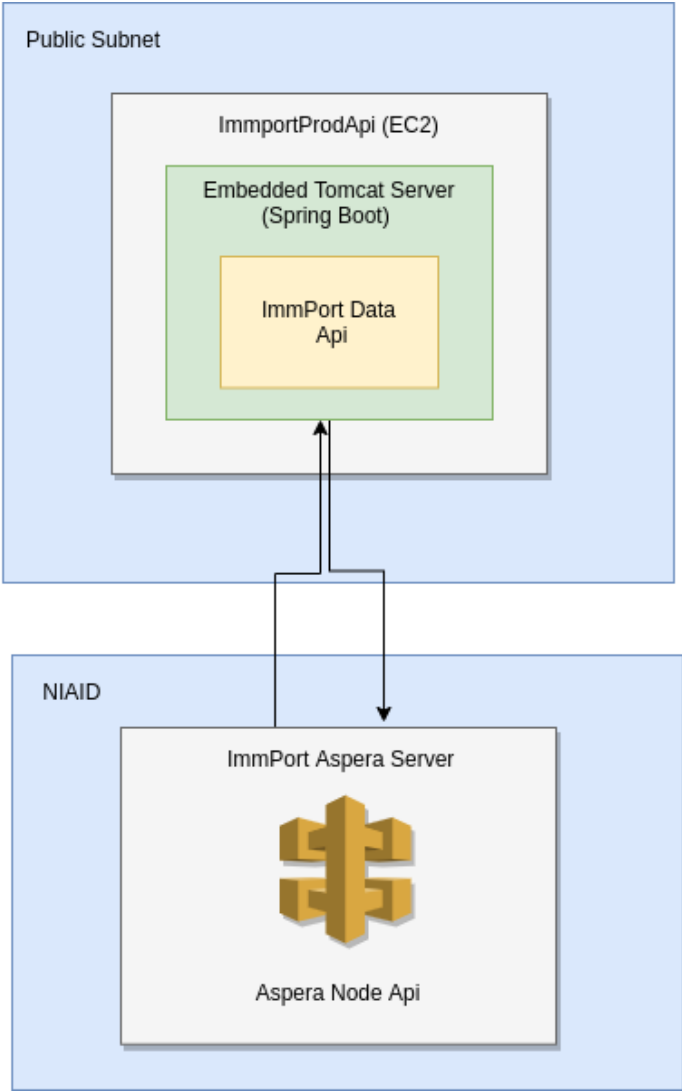 Public Subnet
ImmportProdApi (EC2)
Embedded Tomcat Server
(Spring Boot)
ImmPort Data
Api
NIAID
ImmPort Aspera Server
Aspera Node Api